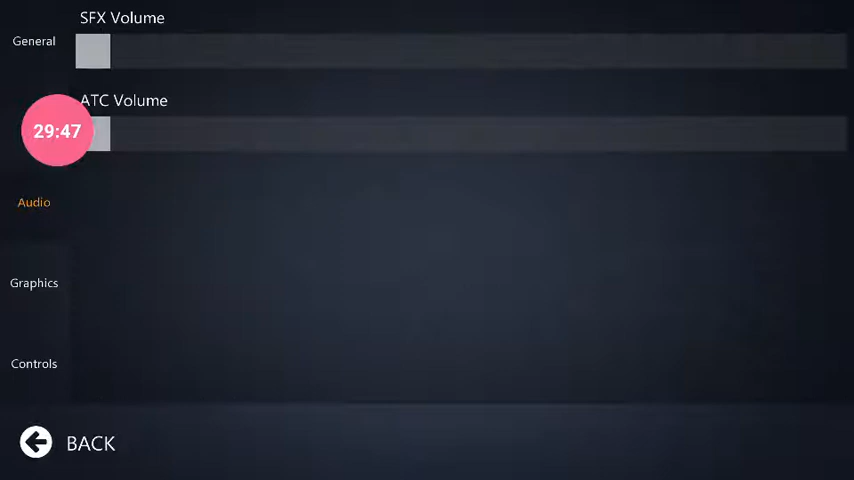 SFX Volume
General
ATC Volume
29:47
Audio
Graphics
Controls
BACK